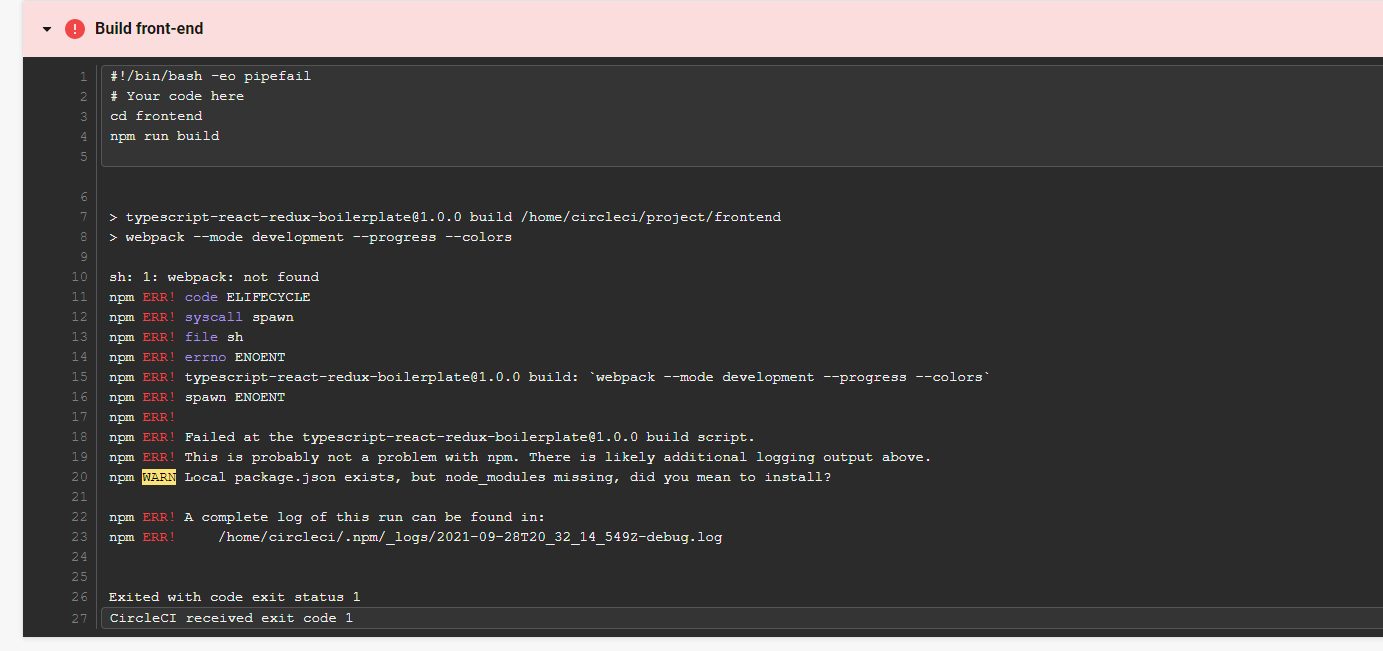 Build front-end
1 #!/bin/bash -eo pipefail
2 # Your code here
3 cd frontend
4 npm run build
5
6
7 > typescript-react-redux-boilerplate@1.0.0 build /home/circleci/project/frontend
8 > webpack --mode development --progress --colors
9
10 sh: 1: webpack: not found
11 npm ERR! code ELIFECYCLE
12 npm ERR! syscall spawn
13 npm ERR! file sh
14 npm ERR! errno ENOENT
15 npm ERR! typescript-react-redux-boilerplate@1.0.0 build: `webpack --mode development --progress --colors`
16 npm ERR! spawn ENOENT
17 npm ERR!
18 npm ERR! Failed at the typescript-react-redux-boilerplate@1.0.0 build script.
19 npm ERR! This is probably not a problem with npm. There is likely additional logging output above.
20 npm WARN Local package.json exists, but node_modules missing, did you mean to install?
21
22 npm ERR! A complete log of this run can be found in:
23 npm ERR!     /home/circleci/.npm/_logs/2021-09-28T20_32_14_549Z-debug.log
24
25
26 Exited with code exit status 1
27 CircleCI received exit code 1